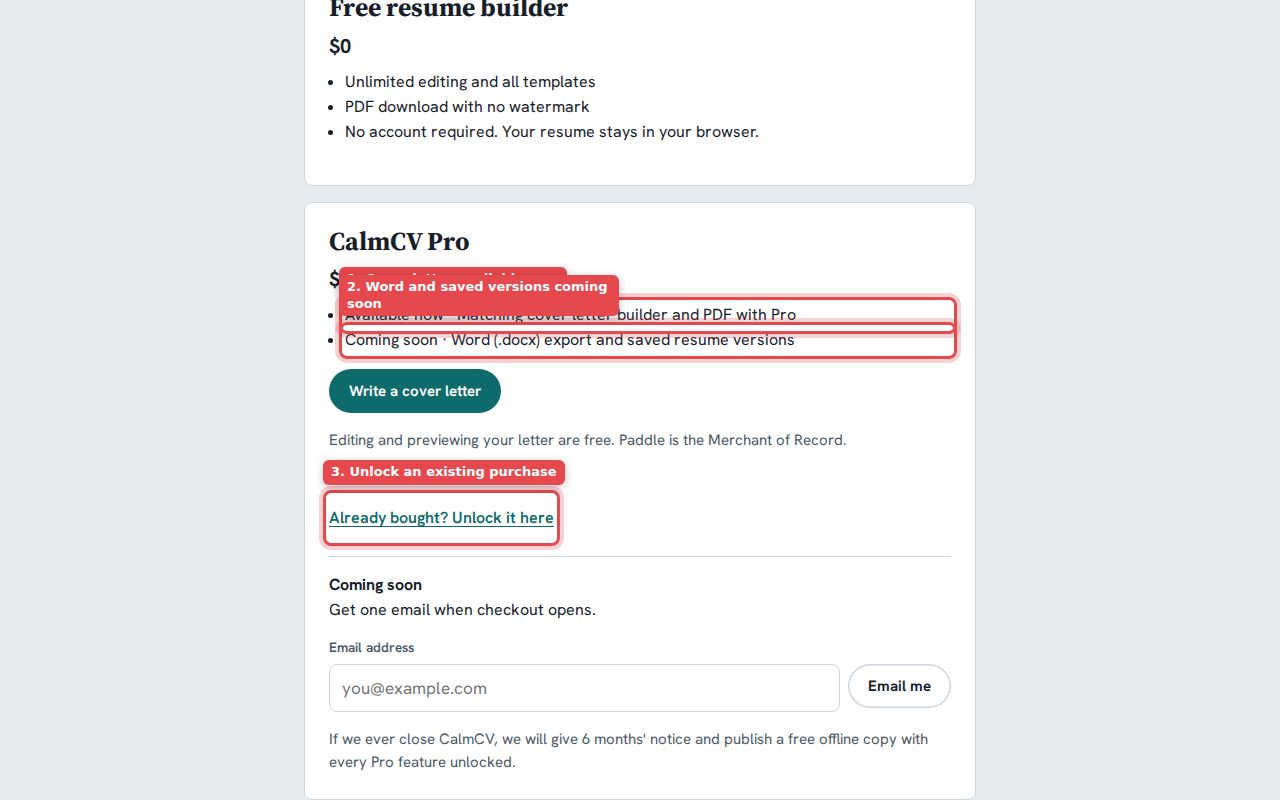 Free resume builder
$0
Unlimited editing and all templates
PDF download with no watermark
No account required. Your resume stays in your browser.
CalmCV Pro
$
2. Word and saved versions coming
soon
Available now · Matching cover letter builder and PDF with Pro
Coming soon · Word (.docx) export and saved resume versions
Write a cover letter
Editing and previewing your letter are free. Paddle is the Merchant of Record.
3. Unlock an existing purchase
Already bought? Unlock it here
Coming soon
Get one email when checkout opens.
Email address
you@example.com
Email me
If we ever close CalmCV, we will give 6 months' notice and publish a free offline copy with
every Pro feature unlocked.